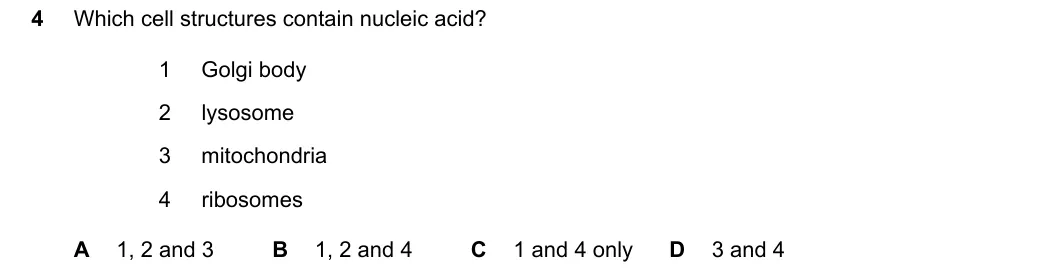 4 Which cell structures contain nucleic acid?
1 Golgi body
2 lysosome
3 mitochondria
4 ribosomes
A 1, 2 and 3 B 1, 2 and 4 C 1 and 4 only D 3 and 4